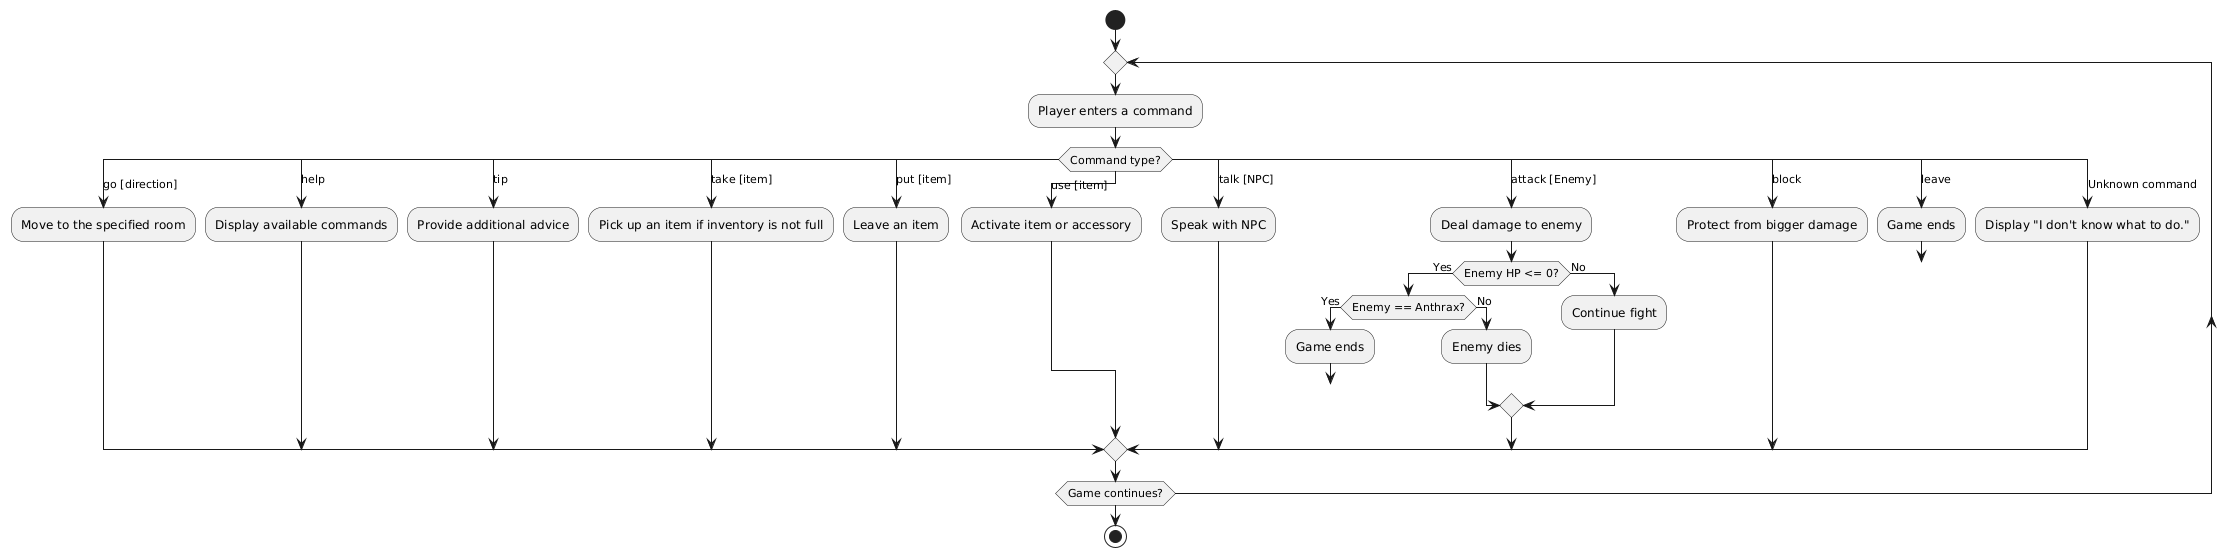 Player enters a command
Command type?
go [direction]
help
tip
take [item]
put [item]
use [item]
talk [NPC]
attack [Enemy]
block
leave
Unknown command
Move to the specified room
Display available commands
Provide additional advice
Pick up an item if inventory is not full
Leave an item
Activate item or accessory
Speak with NPC
Deal damage to enemy
Protect from bigger damage
Game ends
Display "I don't know what to do."
Yes
Enemy HP <= 0?
No
Yes
Enemy == Anthrax?
No
Continue fight
Game ends
Enemy dies
Game continues?